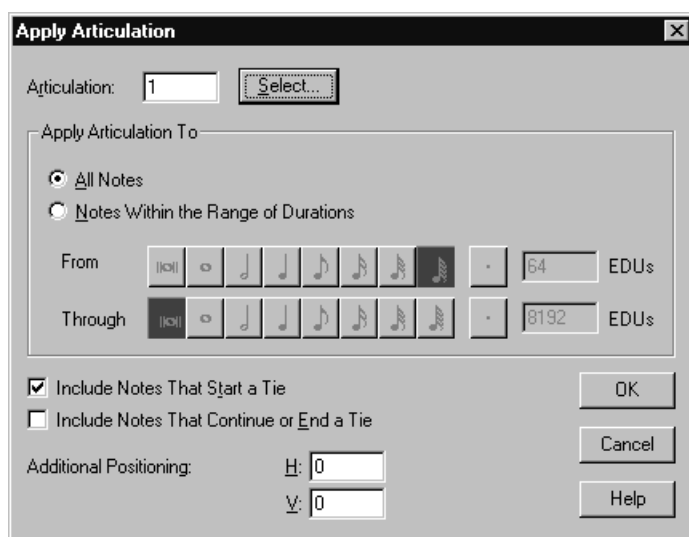 Apply Articulation
Articulation: 1 Select...
Apply Articulation To
All Notes
Notes Within the Range of Durations
From 64 EDUs
Through 8192 EDUs
Include Notes That Start a Tie
Include Notes That Continue or End a Tie
Additional Positioning: H: 0
V: 0
OK
Cancel
Help